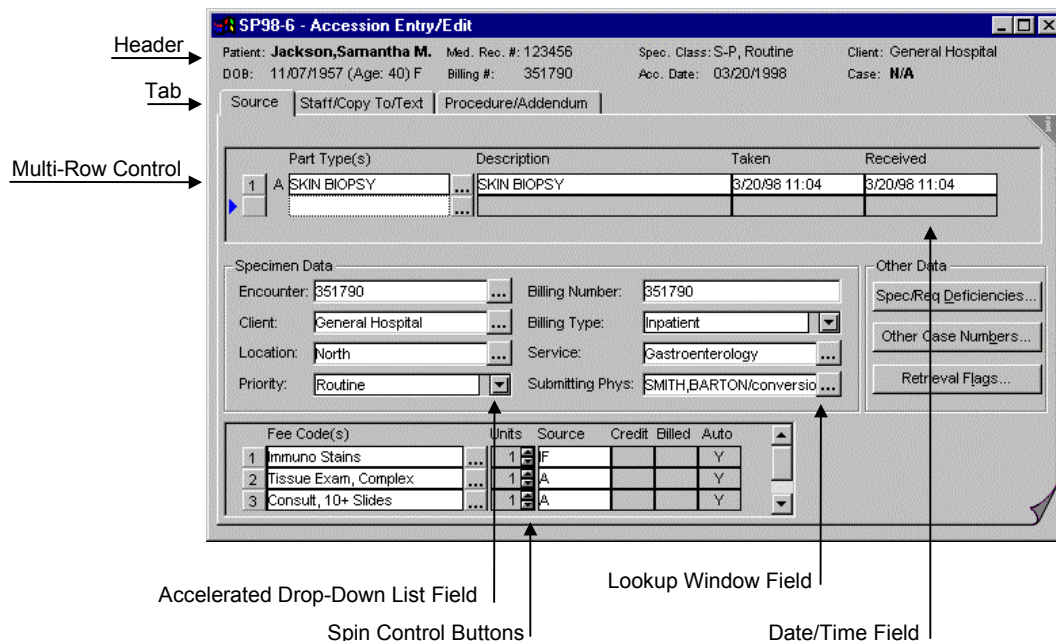 SP98-6 - Accession Entry/Edit
Header
Patient: Jackson,Samantha M. Med. Rec. #: 123456 Spec. Class: S-P, Routine Client: General Hospital
DOB: 11/07/1957 (Age: 40) F Billing #: 351790 Acc. Date: 03/20/1998 Case: N/A
Tab
Source Staff/Copy To/Text Procedure/Addendum
Multi-Row Control
Part Type(s) Description Taken Received
1 A SKIN BIOPSY ... SKIN BIOPSY 3/20/98 11:04 3/20/98 11:04
...
Specimen Data Other Data
Encounter: 351790 ... Billing Number: 351790 Spec/Req Deficiencies...
Client: General Hospital ... Billing Type: Inpatient Other Case Numbers...
Location: North ... Service: Gastroenterology ...
Priority: Routine Submitting Phys: SMITH,BARTON/conversio ... Retrieval Flags...
Fee Code(s) Units Source Credit Billed Auto
1 Immuno Stains ... 1 IF Y
2 Tissue Exam, Complex ... 1 A Y
3 Consult, 10+ Slides ... 1 A Y
Accelerated Drop-Down List Field Lookup Window Field
Spin Control Buttons Date/Time Field